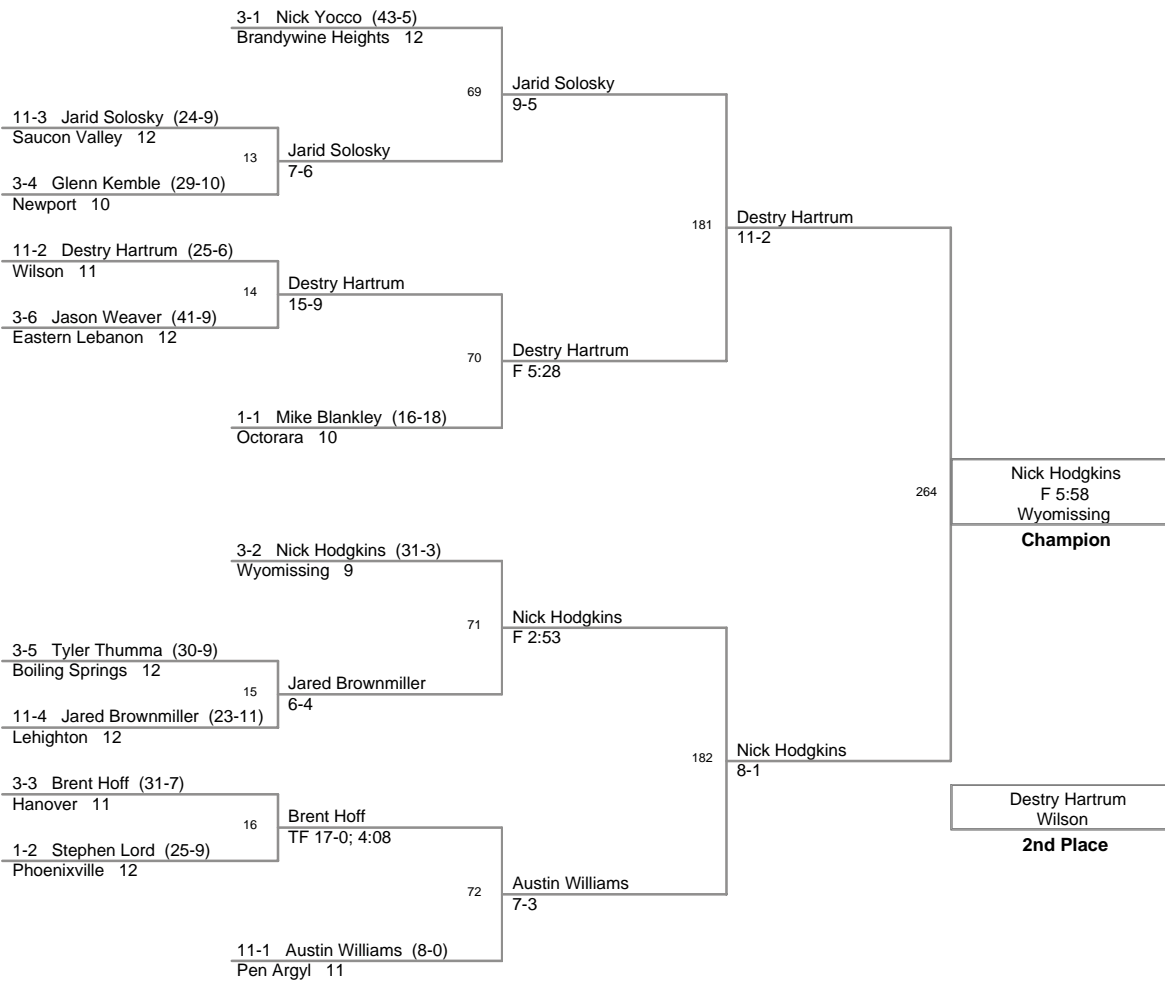 3-1 Nick Yocco (43-5)
Brandywine Heights 12
69
Jarid Solosky
9-5
11-3 Jarid Solosky (24-9)
Saucon Valley 12
13
Jarid Solosky
7-6
3-4 Glenn Kemble (29-10)
Newport 10
181
Destry Hartrum
11-2
11-2 Destry Hartrum (25-6)
Wilson 11
14
Destry Hartrum
15-9
3-6 Jason Weaver (41-9)
Eastern Lebanon 12
70
Destry Hartrum
F 5:28
1-1 Mike Blankley (16-18)
Octorara 10
264
Nick Hodgkins
F 5:58
Wyomissing
Champion
3-2 Nick Hodgkins (31-3)
Wyomissing 9
71
Nick Hodgkins
F 2:53
3-5 Tyler Thumma (30-9)
Boiling Springs 12
15
Jared Brownmiller
6-4
11-4 Jared Brownmiller (23-11)
Lehighton 12
182
Nick Hodgkins
8-1
3-3 Brent Hoff (31-7)
Hanover 11
16
Brent Hoff
TF 17-0; 4:08
1-2 Stephen Lord (25-9)
Phoenixville 12
72
Austin Williams
7-3
11-1 Austin Williams (8-0)
Pen Argyl 11
Destry Hartrum
Wilson
2nd Place